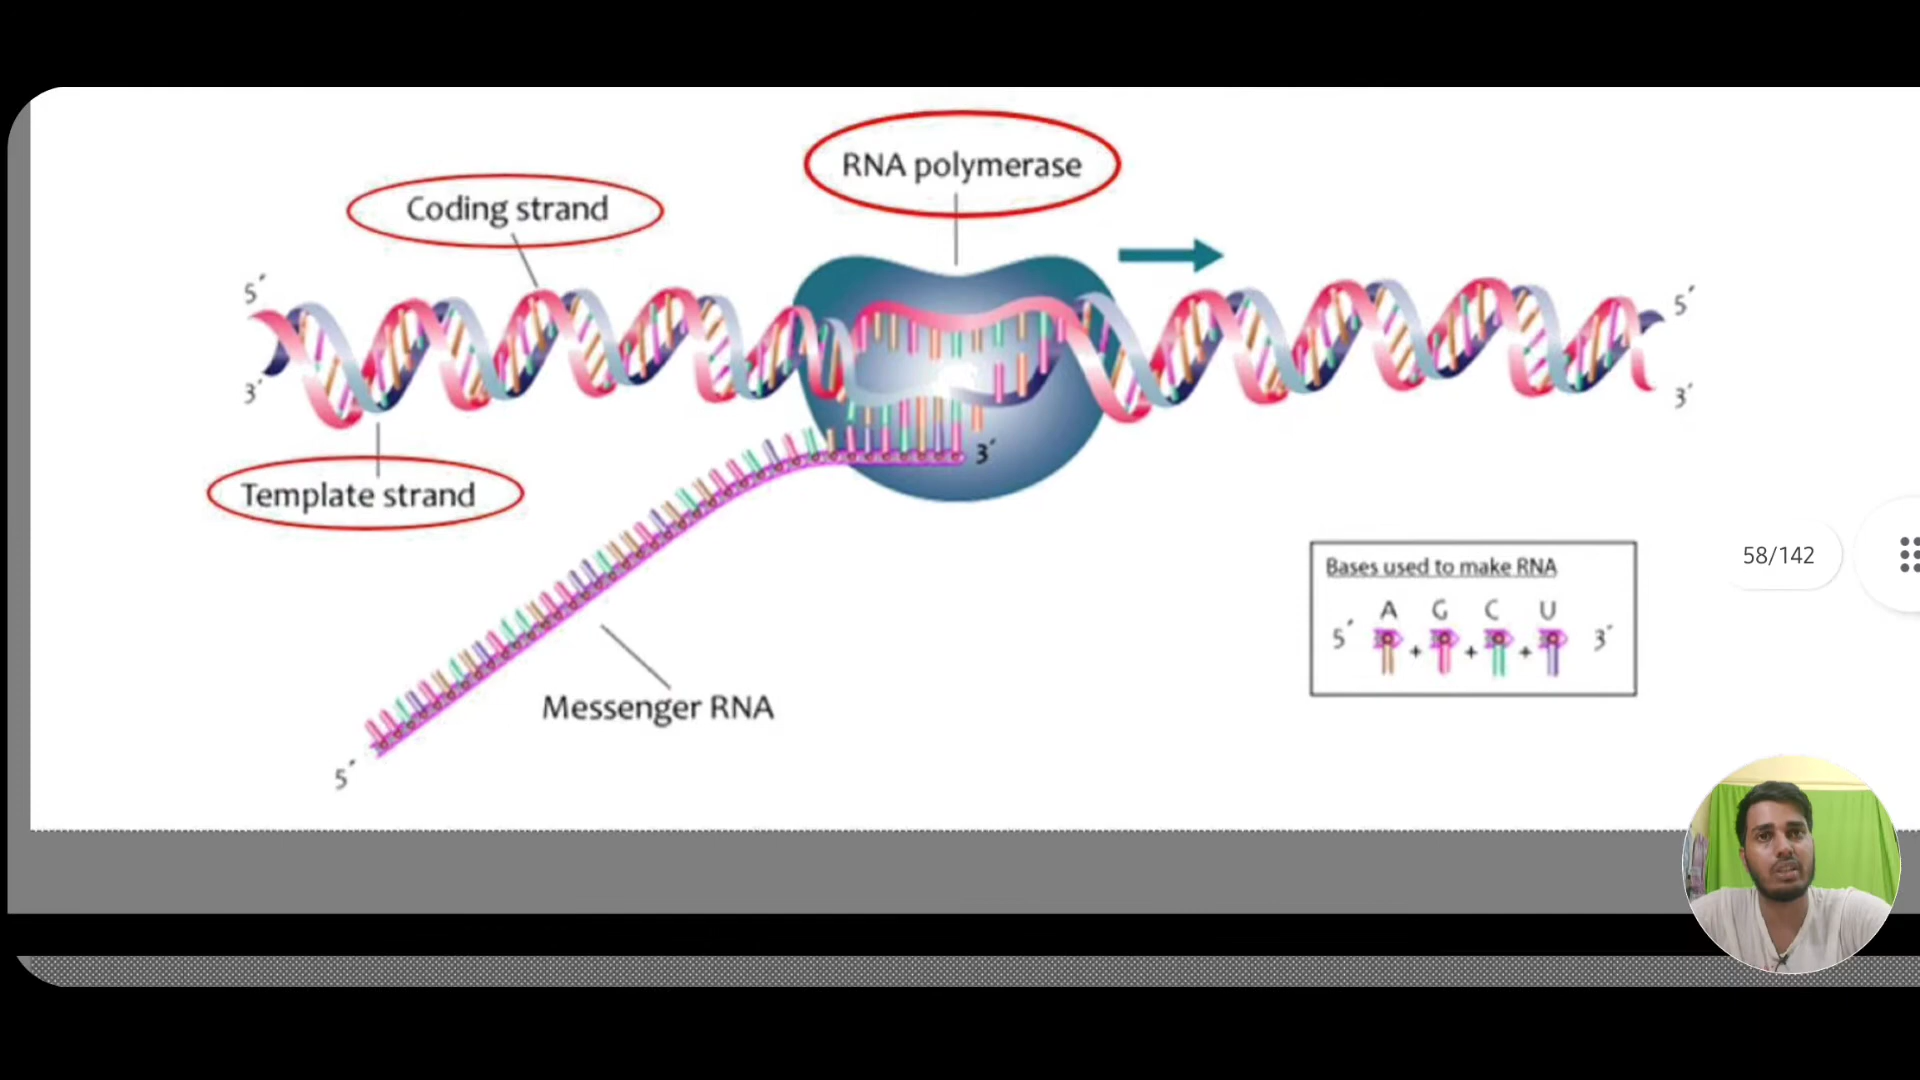 RNA polymerase
Coding strand
5´
5´
3´
3´
3´
Template strand
Bases used to make RNA
58/142
A G C U
5´ + + + 3´
Messenger RNA
5´